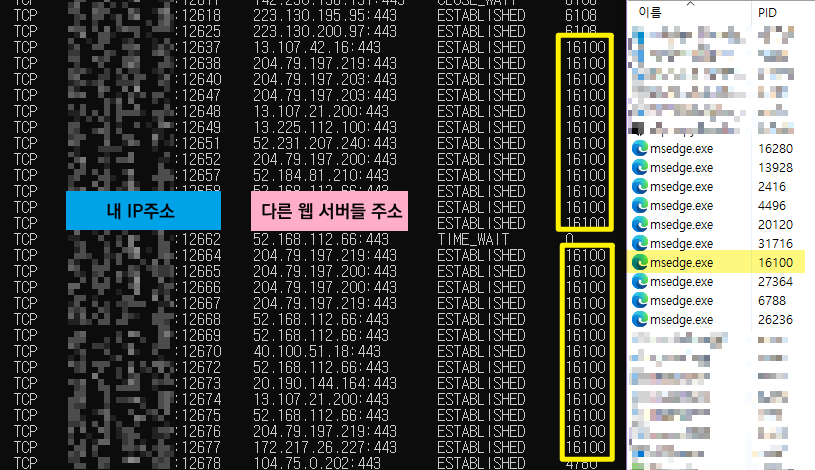 TCP :12618 223.130.195.95:443 ESTABLISHED 6108
TCP :12625 223.130.200.97:443 ESTABLISHED 6108
TCP :12637 13.107.42.16:443 ESTABLISHED 16100
TCP :12638 204.79.197.219:443 ESTABLISHED 16100
TCP :12640 204.79.197.203:443 ESTABLISHED 16100
TCP :12647 204.79.197.203:443 ESTABLISHED 16100
TCP :12648 13.107.21.200:443 ESTABLISHED 16100
TCP :12649 13.225.112.100:443 ESTABLISHED 16100
TCP :12651 52.231.207.240:443 ESTABLISHED 16100
TCP :12652 204.79.197.200:443 ESTABLISHED 16100
TCP :12655 52.184.81.210:443 ESTABLISHED 16100
TCP :12658 52.168.112.66:443 ESTABLISHED 16100
내 IP주소 다른 웹 서버들 주소
TCP ESTABLISHED 16100
TCP ESTABLISHED 16100
TCP :12662 52.168.112.66:443 TIME_WAIT 0
TCP :12664 204.79.197.219:443 ESTABLISHED 16100
TCP :12665 204.79.197.200:443 ESTABLISHED 16100
TCP :12666 204.79.197.200:443 ESTABLISHED 16100
TCP :12667 204.79.197.219:443 ESTABLISHED 16100
TCP :12668 52.168.112.66:443 ESTABLISHED 16100
TCP :12669 52.168.112.66:443 ESTABLISHED 16100
TCP :12670 40.100.51.18:443 ESTABLISHED 16100
TCP :12672 52.168.112.66:443 ESTABLISHED 16100
TCP :12673 20.190.144.164:443 ESTABLISHED 16100
TCP :12674 13.107.21.200:443 ESTABLISHED 16100
TCP :12675 52.168.112.66:443 ESTABLISHED 16100
TCP :12676 204.79.197.219:443 ESTABLISHED 16100
TCP :12677 172.217.26.227:443 ESTABLISHED 16100
TCP :12678 104.75.0.202:443 ESTABLISHED 4780
이름 PID
msedge.exe 16280
msedge.exe 13928
msedge.exe 2416
msedge.exe 4496
msedge.exe 20120
msedge.exe 31716
msedge.exe 16100
msedge.exe 27364
msedge.exe 6788
msedge.exe 26236